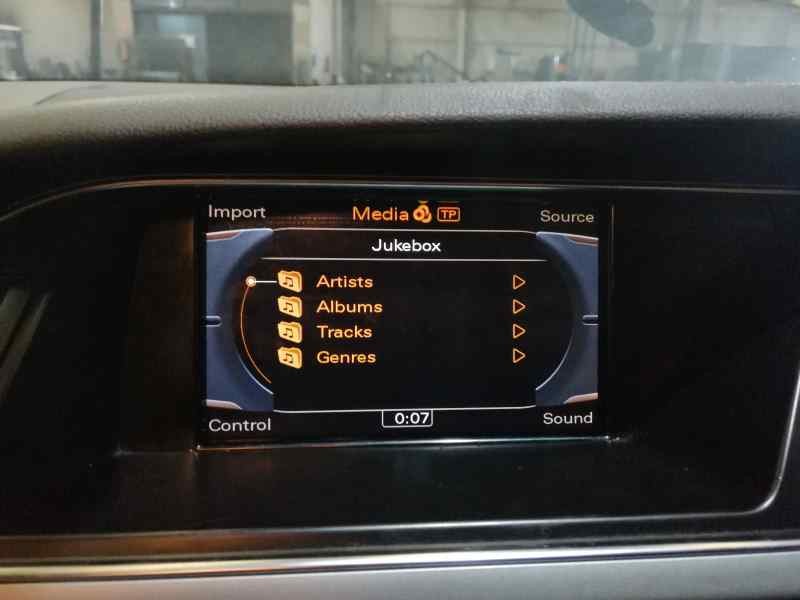 Import Media TP Source
Jukebox
Artists
Albums
Tracks
Genres
Control 0:07 Sound